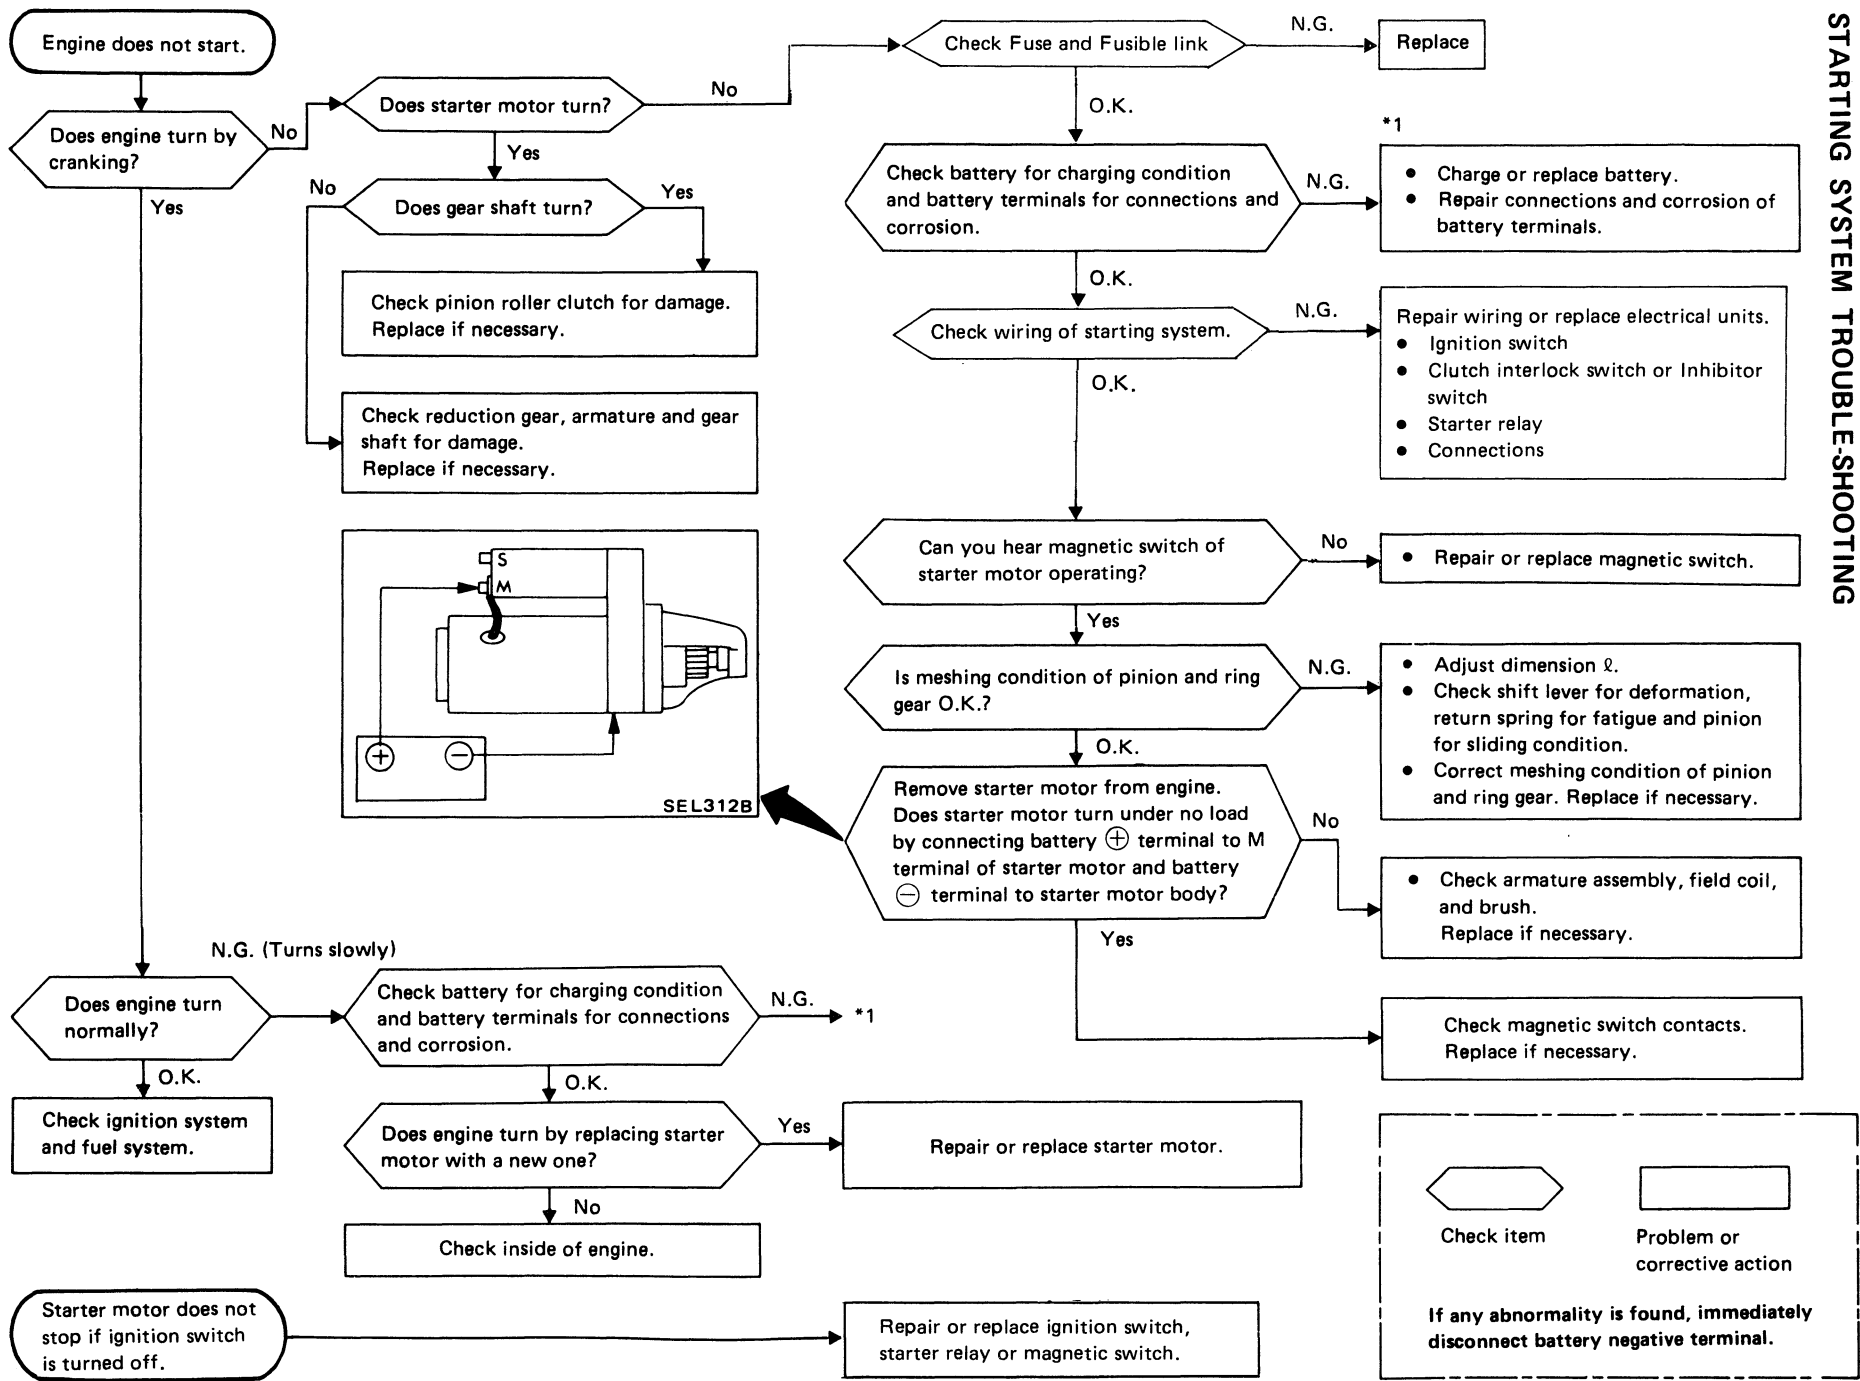 STARTING SYSTEM TROUBLE-SHOOTING
Engine does not start.
Does engine turn by
cranking?
No
Yes
Does starter motor turn?
No
Yes
Does gear shaft turn?
No
Yes
Check pinion roller clutch for damage.
Replace if necessary.
Check reduction gear, armature and gear
shaft for damage.
Replace if necessary.
Check Fuse and Fusible link
N.G.
Replace
O.K.
Check battery for charging condition
and battery terminals for connections and
corrosion.
N.G.
*1
• Charge or replace battery.
• Repair connections and corrosion of
battery terminals.
O.K.
Check wiring of starting system.
N.G.
Repair wiring or replace electrical units.
• Ignition switch
• Clutch interlock switch or Inhibitor
switch
• Starter relay
• Connections
O.K.
Can you hear magnetic switch of
starter motor operating?
No
• Repair or replace magnetic switch.
Yes
Is meshing condition of pinion and ring
gear O.K.?
N.G.
• Adjust dimension ℓ.
• Check shift lever for deformation,
return spring for fatigue and pinion
for sliding condition.
• Correct meshing condition of pinion
and ring gear. Replace if necessary.
O.K.
Remove starter motor from engine.
Does starter motor turn under no load
by connecting battery ⊕ terminal to M
terminal of starter motor and battery
⊖ terminal to starter motor body?
No
• Check armature assembly, field coil,
and brush.
Replace if necessary.
Yes
Check magnetic switch contacts.
Replace if necessary.
S
M
⊕
⊖
SEL312B
Does engine turn
normally?
N.G. (Turns slowly)
Check battery for charging condition
and battery terminals for connections
and corrosion.
N.G.
*1
O.K.
Check ignition system
and fuel system.
O.K.
Does engine turn by replacing starter
motor with a new one?
Yes
Repair or replace starter motor.
No
Check inside of engine.
Starter motor does not
stop if ignition switch
is turned off.
Repair or replace ignition switch,
starter relay or magnetic switch.
Check item
Problem or
corrective action
If any abnormality is found, immediately
disconnect battery negative terminal.